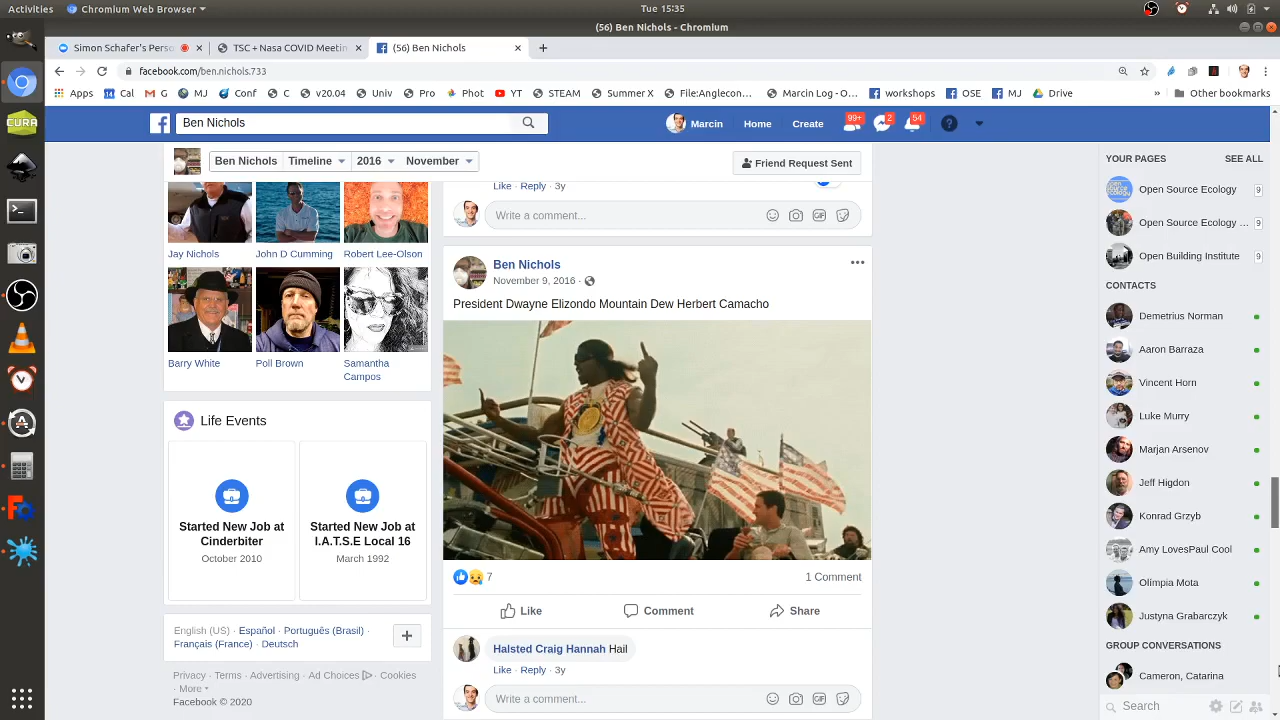 Activities
Chromium Web Browser
Tue 15:35
(56) Ben Nichols - Chromium
Simon Schafer's Perso
TSC + Nasa COVID Meetin
(56) Ben Nichols
facebook.com/ben.nichols.733
Apps
Cal
G
MJ
Conf
C
v20.04
Univ
Pro
Phot
YT
STEAM
Summer X
File:Anglecon...
Marcin Log - O...
workshops
OSE
MJ
Drive
»
Other bookmarks
CURA
Ben Nichols
Marcin
Home
Create
99+
2
54
Ben Nichols
Timeline
2016
November
Friend Request Sent
Jay Nichols
John D Cumming
Robert Lee-Olson
Barry White
Poll Brown
Samantha
Campos
Life Events
Started New Job at
Cinderbiter
October 2010
Started New Job at
I.A.T.S.E Local 16
March 1992
English (US) · Español · Português (Brasil) ·
Français (France) · Deutsch
Privacy · Terms · Advertising · Ad Choices · Cookies
· More
Facebook © 2020
Like · Reply · 3y
Write a comment...
Ben Nichols
November 9, 2016 ·
President Dwayne Elizondo Mountain Dew Herbert Camacho
7
1 Comment
Like
Comment
Share
Halsted Craig Hannah Hail
Like · Reply · 3y
Write a comment...
YOUR PAGES
SEE ALL
Open Source Ecology
9
Open Source Ecology ...
9
Open Building Institute
9
CONTACTS
Demetrius Norman
Aaron Barraza
Vincent Horn
Luke Murry
Marjan Arsenov
Jeff Higdon
Konrad Grzyb
Amy LovesPaul Cool
Olímpia Mota
Justyna Grabarczyk
GROUP CONVERSATIONS
Cameron, Catarina
Search